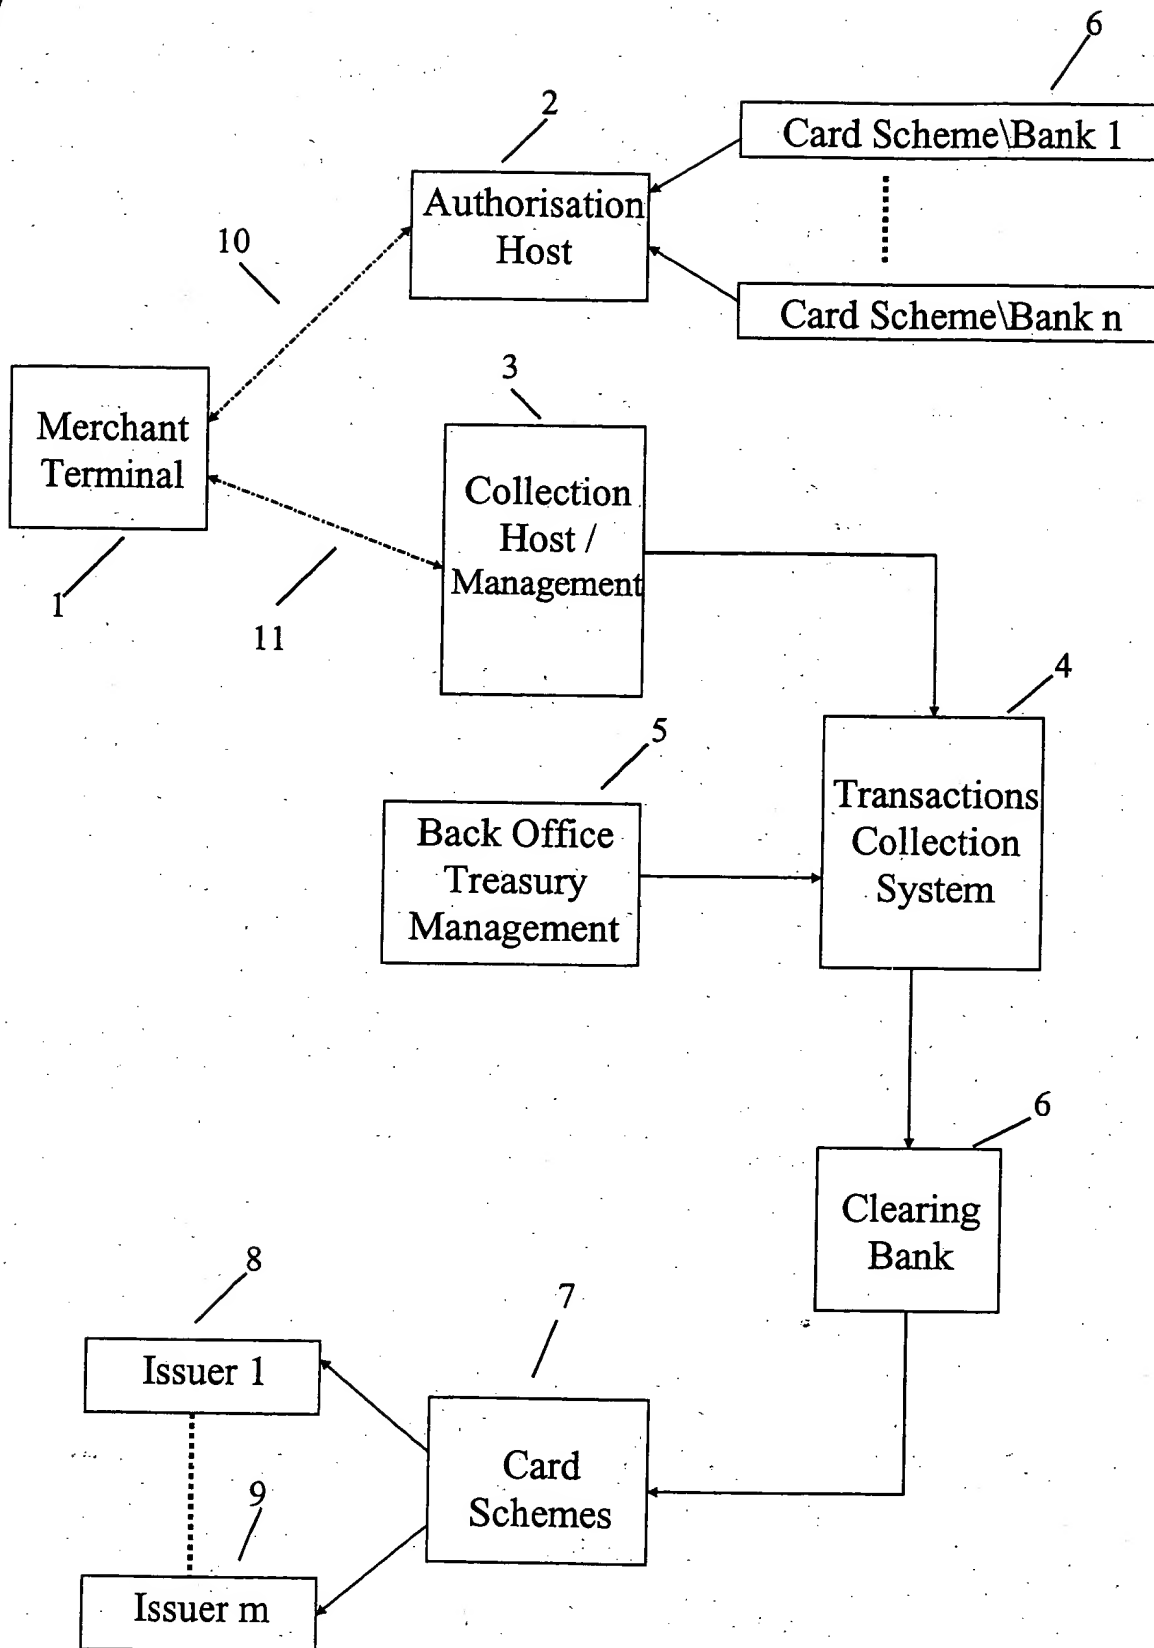 6
2
Card Scheme\Bank 1
Authorisation
Host
10
Card Scheme\Bank n
3
Merchant
Terminal
Collection
Host /
Management
1
11
4
5
Transactions
Collection
System
Back Office
Treasury
Management
6
Clearing
Bank
8
7
Issuer 1
Card
Schemes
9
Issuer m